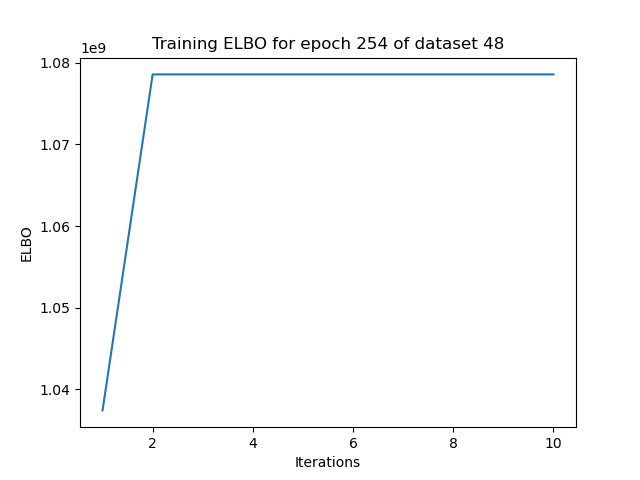 Training ELBO for epoch 254 of dataset 48
1e9
1.08
1.07
1.06
1.05
1.04
ELBO
2 4 6 8 10
Iterations